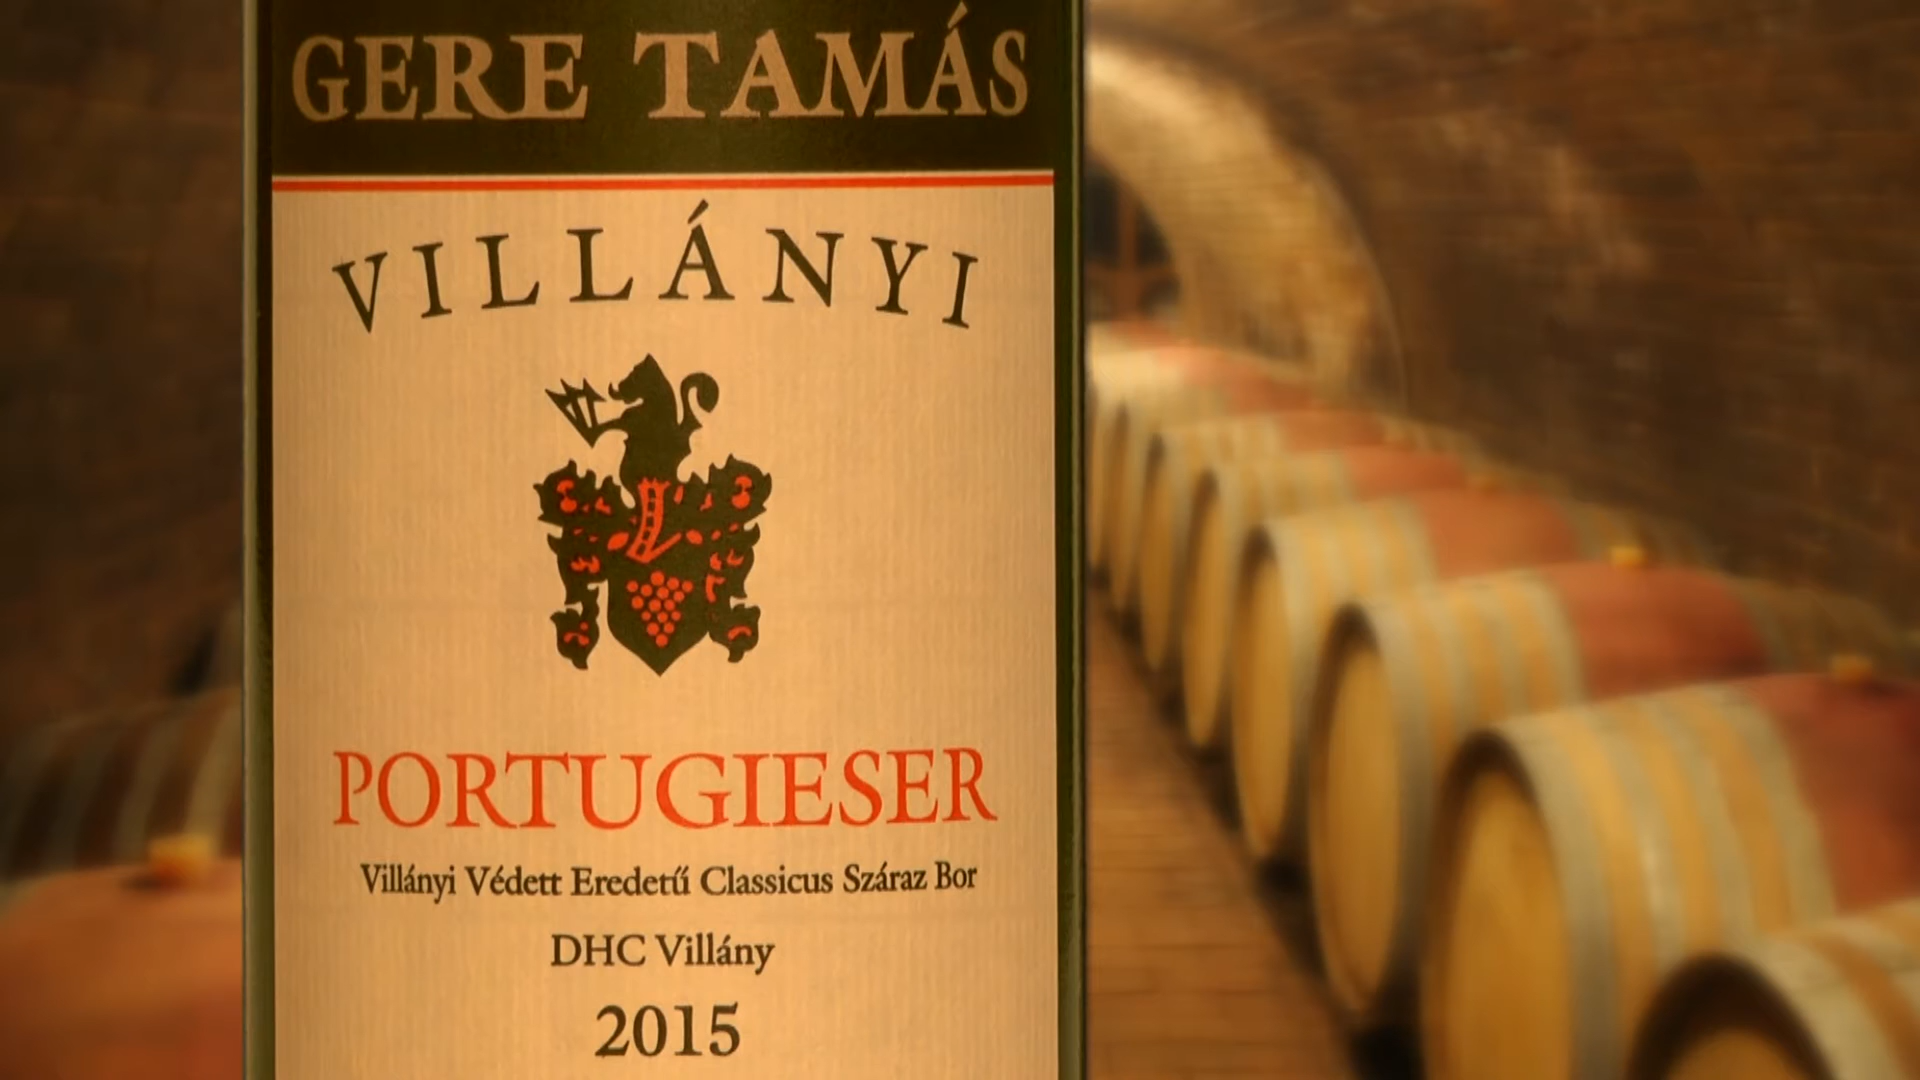 GERE TAMÁS
VILLÁNYI
PORTUGIESER
Villányi Védett Eredetű Classicus Száraz Bor
DHC Villány
2015